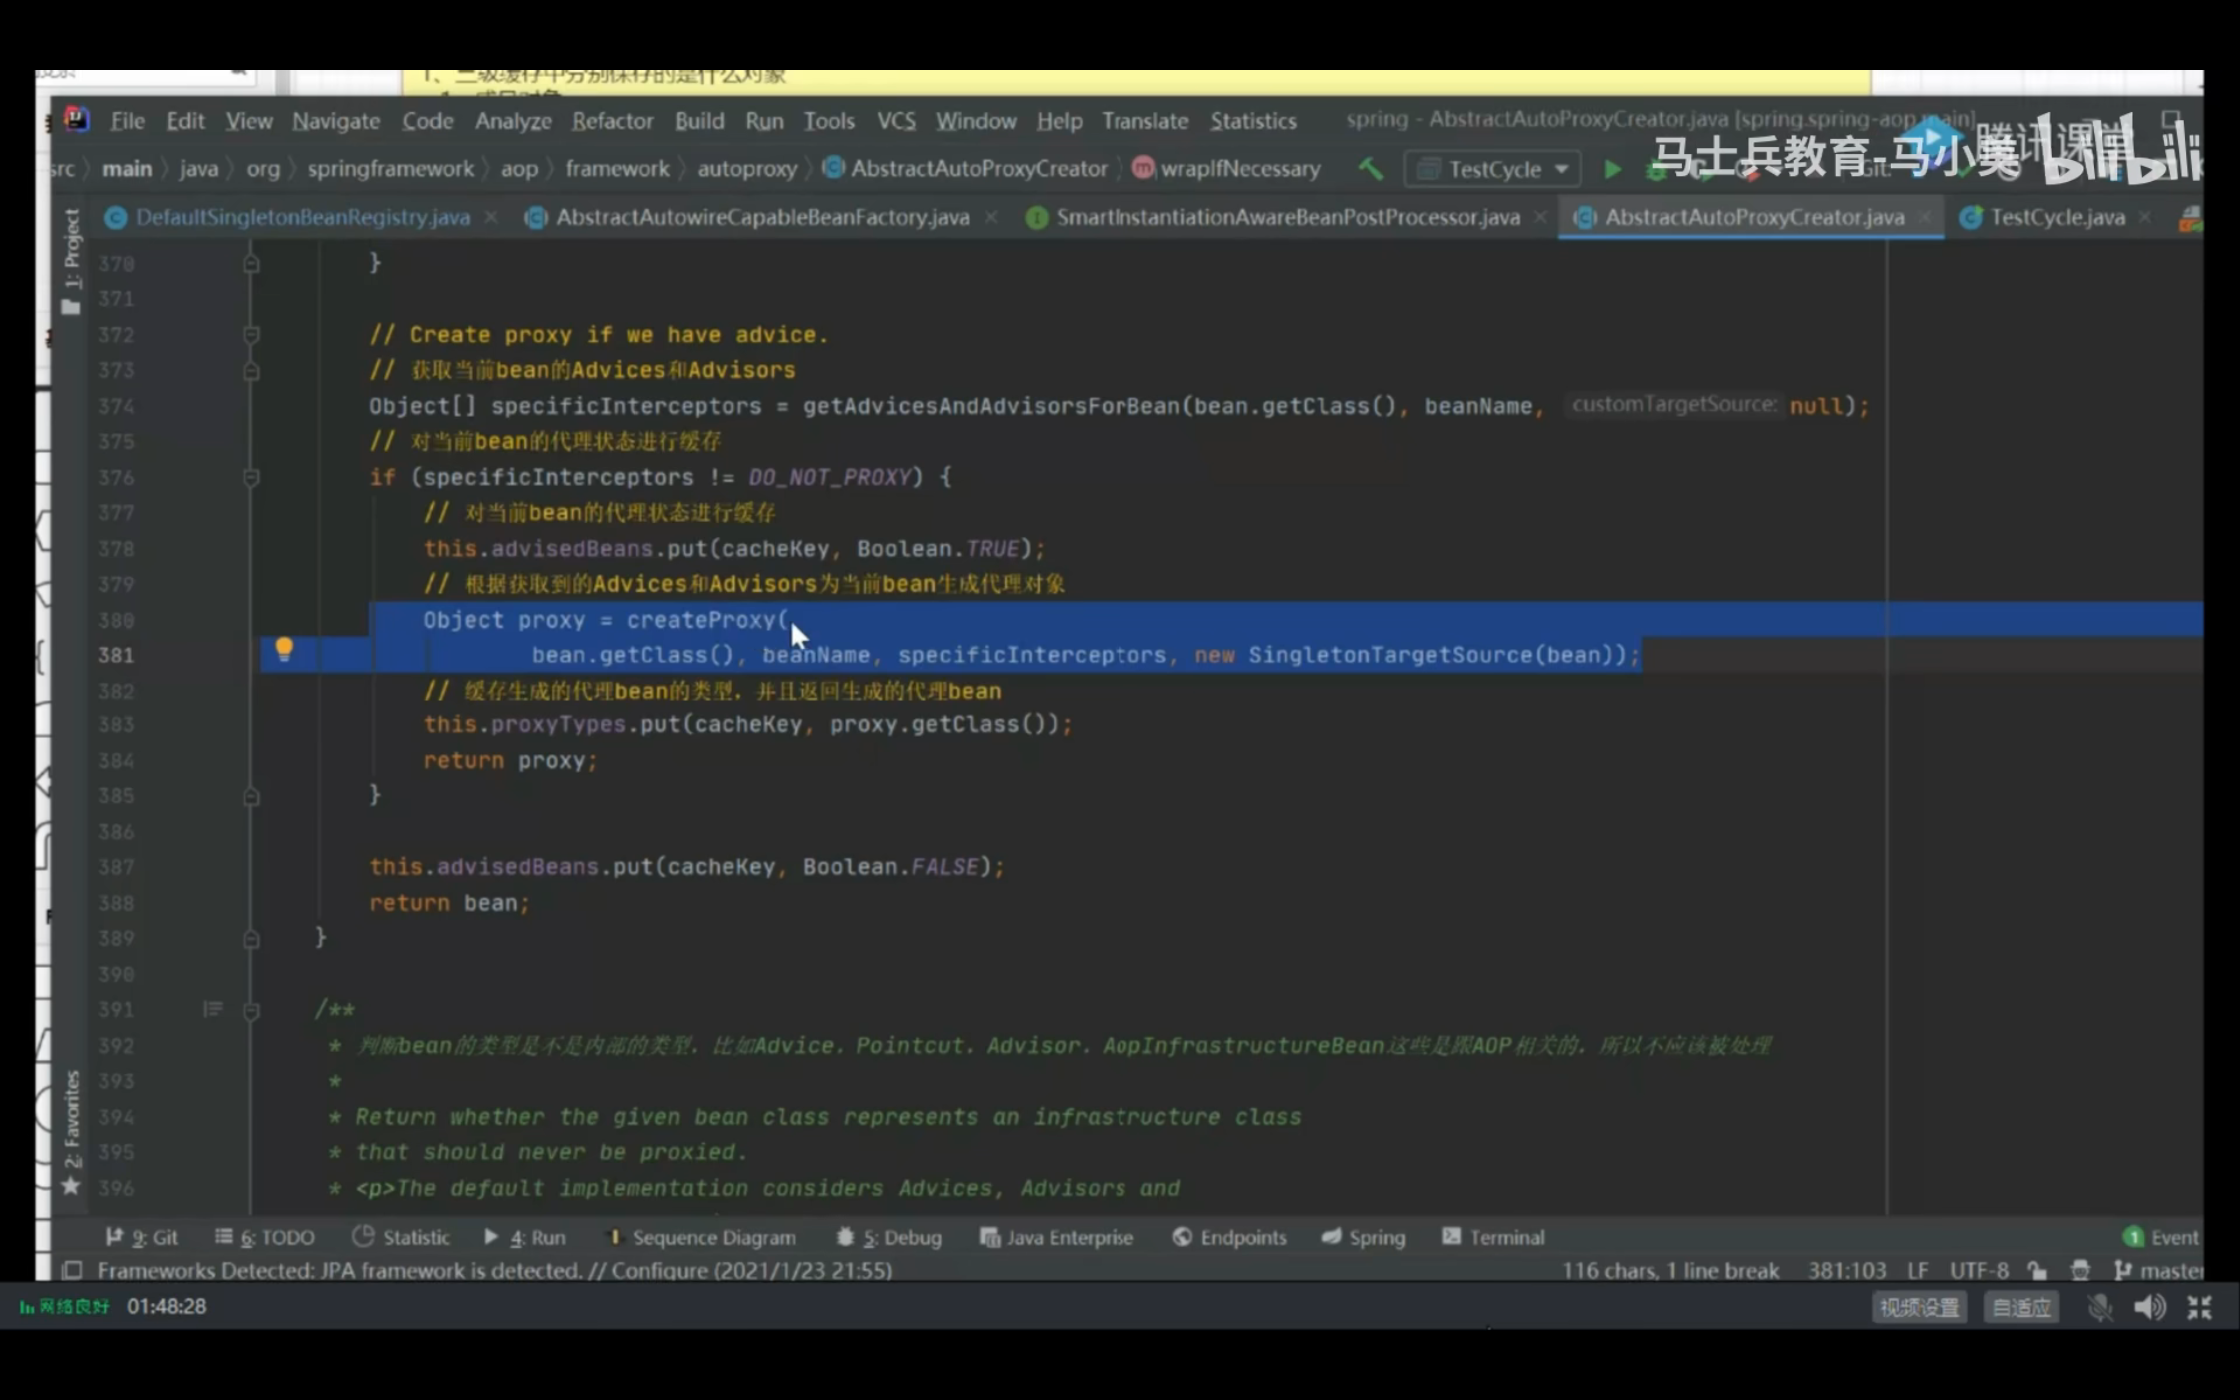 1、三级缓存中分别保存的是什么对象
File Edit View Navigate Code Analyze Refactor Build Run Tools VCS Window Help Translate Statistics spring - AbstractAutoProxyCreator.java [spring.spring-aop.main]
马士兵教育-马小美
腾讯课堂
bilibili
src main java org springframework aop framework autoproxy AbstractAutoProxyCreator wrapIfNecessary TestCycle Git:
DefaultSingletonBeanRegistry.java AbstractAutowireCapableBeanFactory.java SmartInstantiationAwareBeanPostProcessor.java AbstractAutoProxyCreator.java TestCycle.java
1: Project
370 }
371
372 // Create proxy if we have advice.
373 // 获取当前bean的Advices和Advisors
374 Object[] specificInterceptors = getAdvicesAndAdvisorsForBean(bean.getClass(), beanName, customTargetSource: null);
375 // 对当前bean的代理状态进行缓存
376 if (specificInterceptors != DO_NOT_PROXY) {
377 // 对当前bean的代理状态进行缓存
378 this.advisedBeans.put(cacheKey, Boolean.TRUE);
379 // 根据获取到的Advices和Advisors为当前bean生成代理对象
380 Object proxy = createProxy(
381 bean.getClass(), beanName, specificInterceptors, new SingletonTargetSource(bean));
382 // 缓存生成的代理bean的类型，并且返回生成的代理bean
383 this.proxyTypes.put(cacheKey, proxy.getClass());
384 return proxy;
385 }
386
387 this.advisedBeans.put(cacheKey, Boolean.FALSE);
388 return bean;
389 }
390
391 /**
392 * 判断bean的类型是不是内部的类型，比如Advice，Pointcut，Advisor，AopInfrastructureBean这些是跟AOP相关的，所以不应该被处理
393 *
394 * Return whether the given bean class represents an infrastructure class
395 * that should never be proxied.
396 * <p>The default implementation considers Advices, Advisors and
2: Favorites
9: Git 6: TODO Statistic 4: Run Sequence Diagram 5: Debug Java Enterprise Endpoints Spring Terminal 1 Event
Frameworks Detected: JPA framework is detected. // Configure (2021/1/23 21:55) 116 chars, 1 line break 381:103 LF UTF-8 master
网络良好 01:48:28 视频设置 自适应